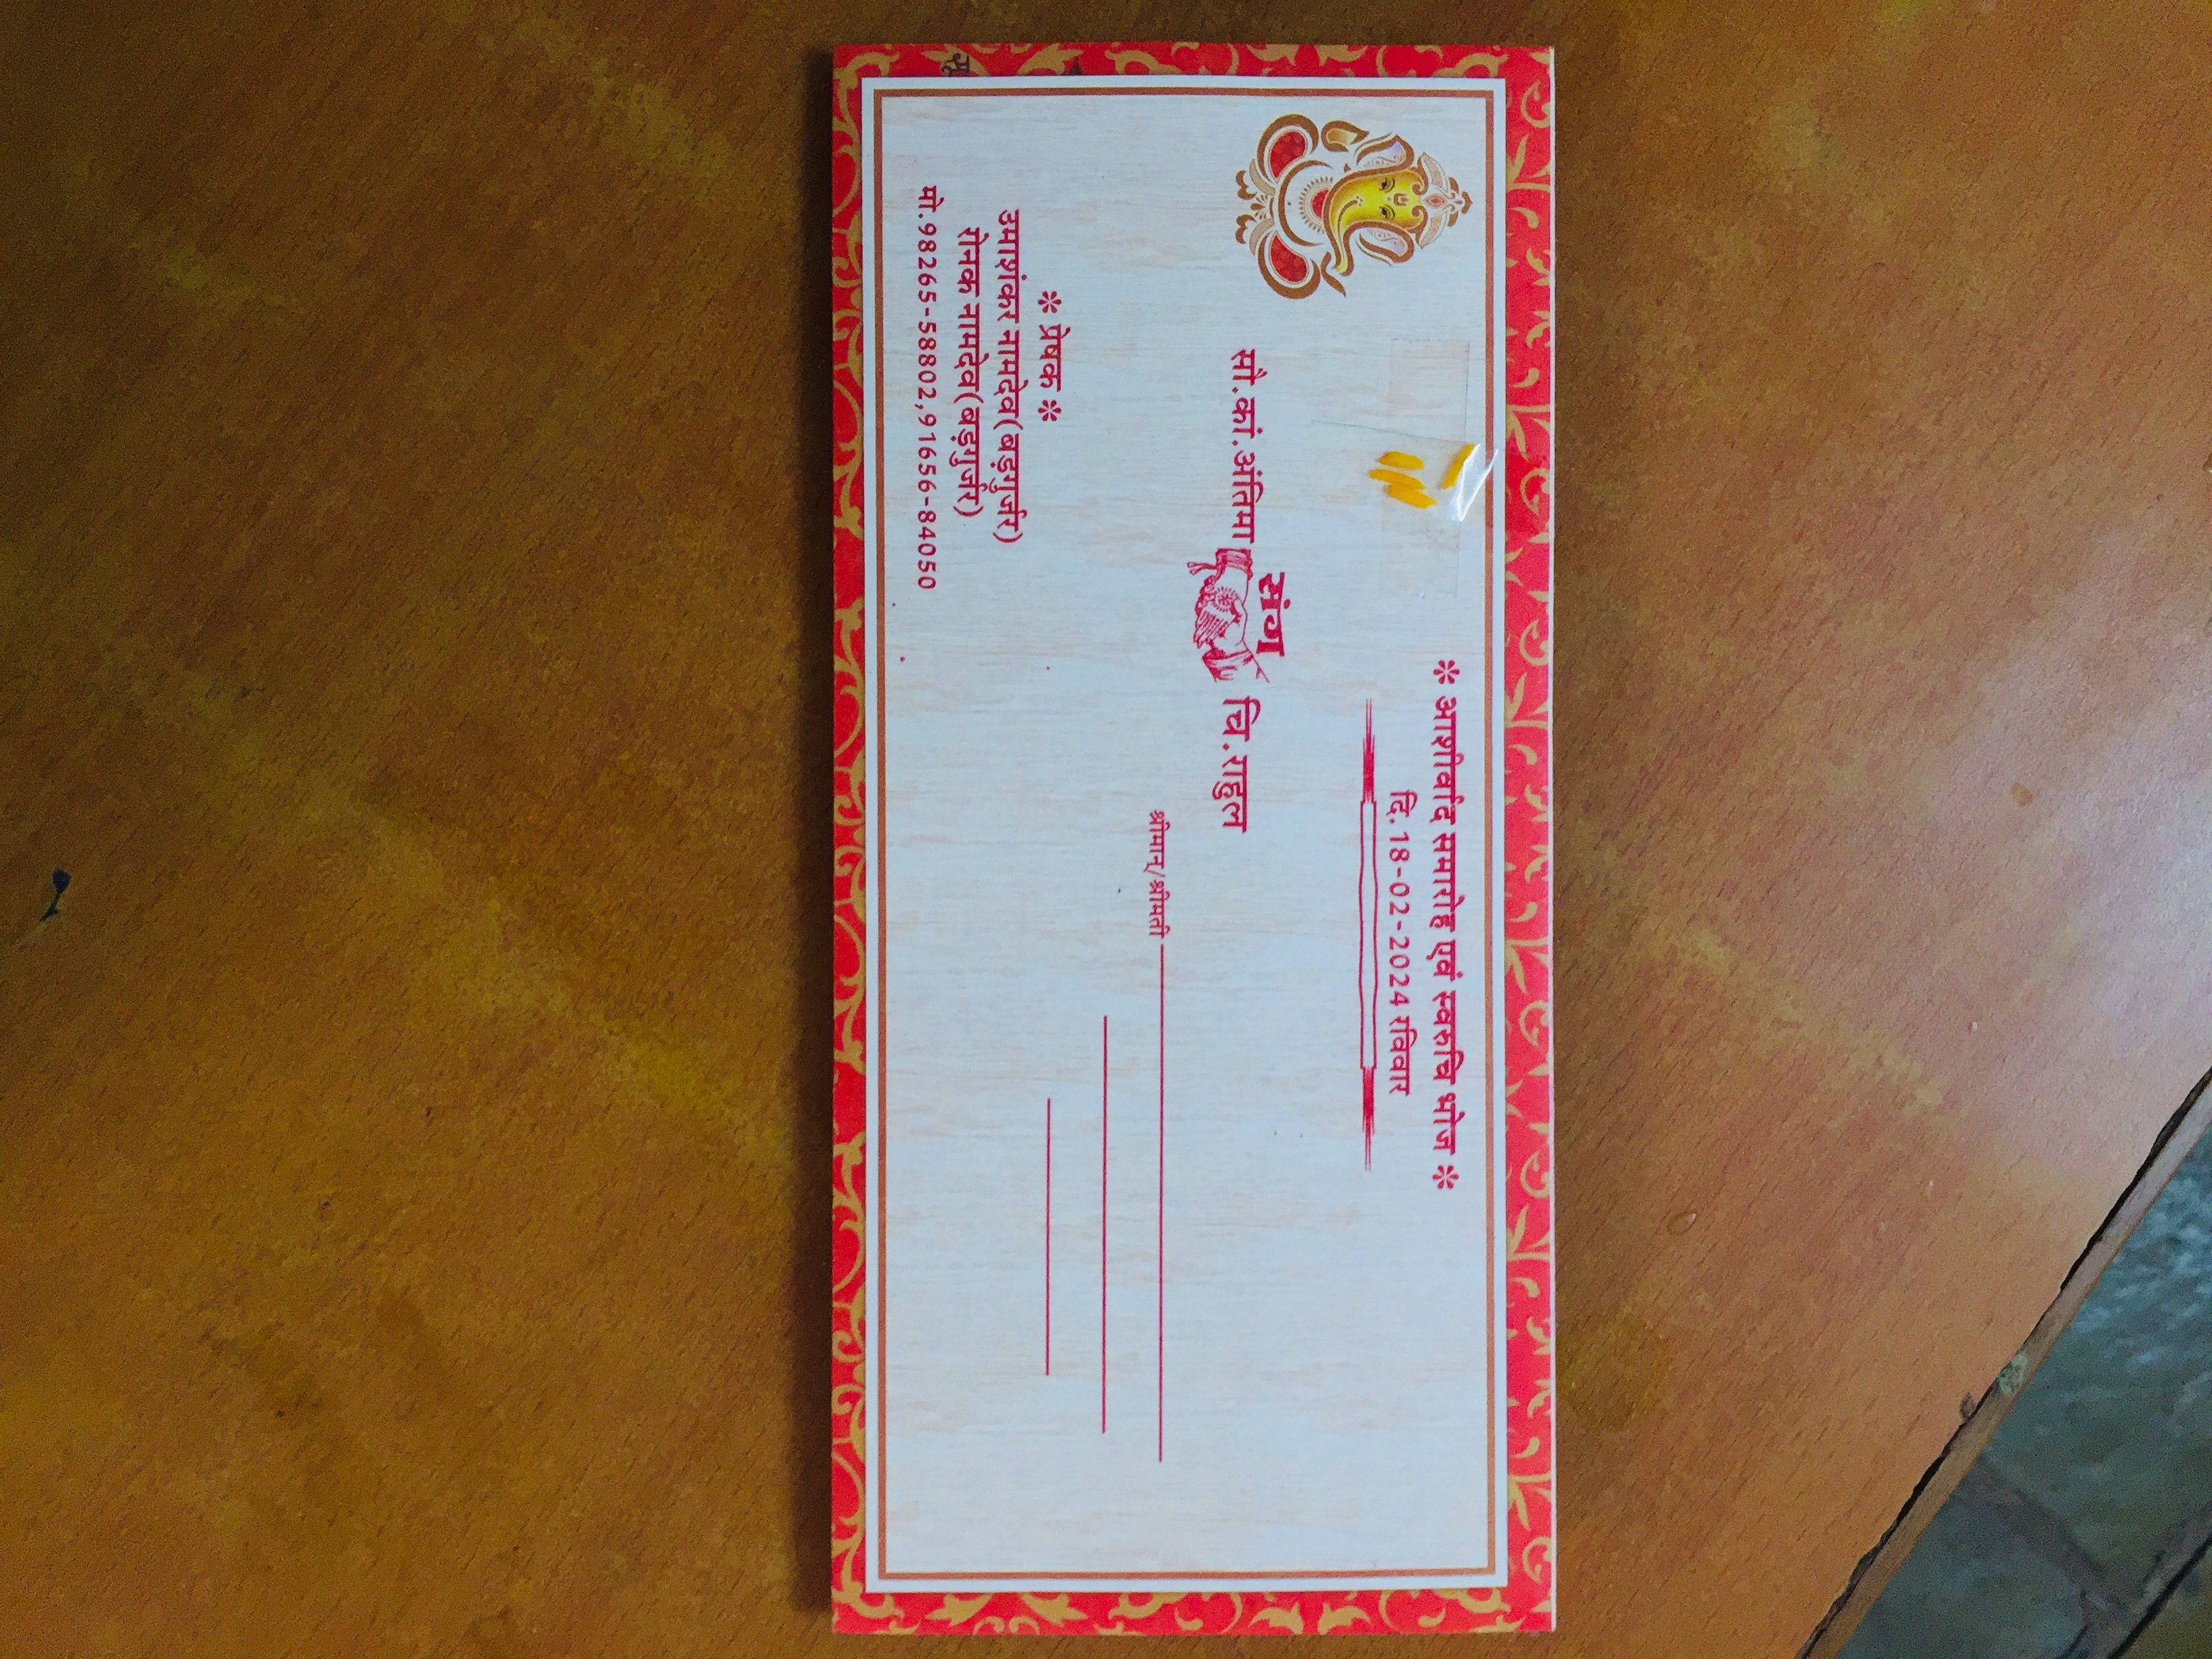 * आशीर्वाद समारोह एवं स्वरुचि भोज *
दि.18-02-2024 रविवार
सौ.कां.अंतिमा संग चि.राहुल
श्रीमान्/श्रीमती
* प्रेषक *
उमाशंकर नामदेव(बड़गुर्जर)
रोनक नामदेव(बड़गुर्जर)
मो.98265-58802,91656-84050